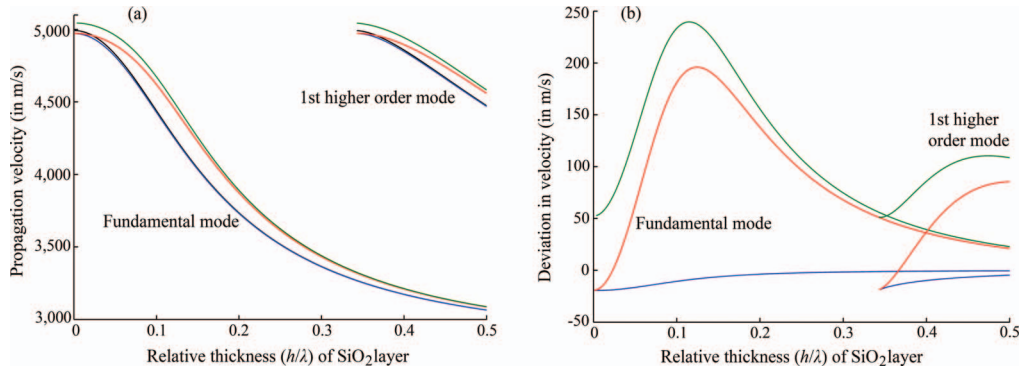 (a)
Propagation velocity (in m/s)
5,000
4,500
4,000
3,500
3,000
1st higher order mode
Fundamental mode
0
0.1
0.2
0.3
0.4
0.5
Relative thickness (h/λ) of SiO2 layer
(b)
Deviation in velocity (in m/s)
250
200
150
100
50
0
-50
1st higher
order mode
Fundamental mode
0
0.1
0.2
0.3
0.4
0.5
Relative thickness (h/λ) of SiO2 layer